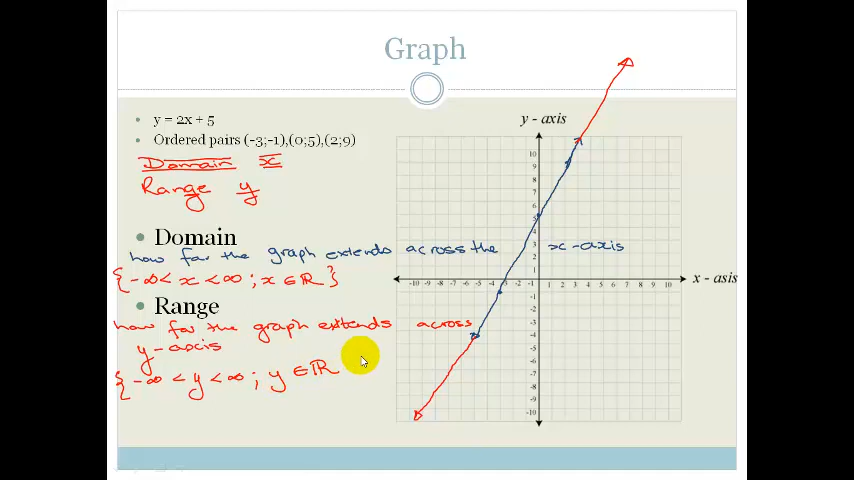 Graph
y = 2x + 5
Ordered pairs (-3;-1),(0;5),(2;9)
Domain x
Range y
Domain
how far the graph extends across the x-axis
{-∞ < x < ∞ ; x ∈ ℝ}
Range
how far the graph extends across
y-axis
{-∞ < y < ∞ ; y ∈ ℝ
y - axis
10
9
8
7
6
5
4
3
2
1
-10 -9 -8 -7 -6 -5 -4 -3 -2 -1 1 2 3 4 5 6 7 8 9 10
x - asis
-1
-2
-3
-4
-5
-6
-7
-8
-9
-10